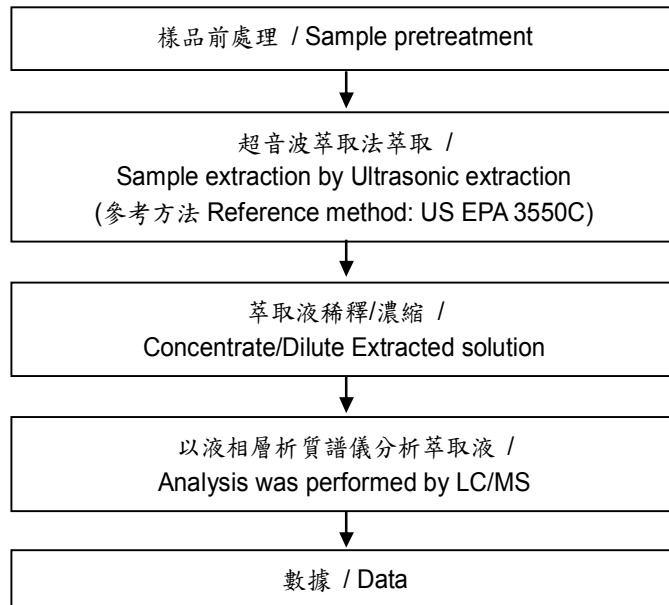 樣品前處理 / Sample pretreatment
超音波萃取法萃取 /
Sample extraction by Ultrasonic extraction
(參考方法 Reference method: US EPA 3550C)
萃取液稀釋/濃縮 /
Concentrate/Dilute Extracted solution
以液相層析質譜儀分析萃取液 /
Analysis was performed by LC/MS
數據 / Data